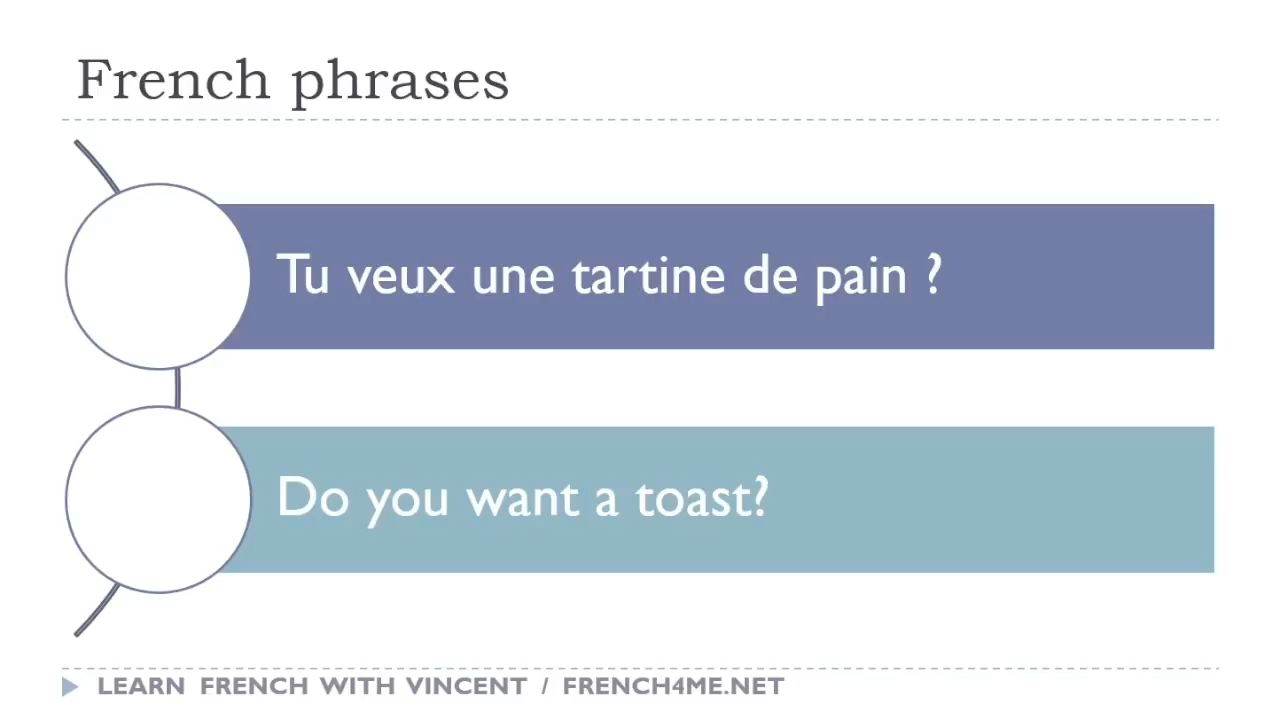 French phrases
Tu veux une tartine de pain ?
Do you want a toast?
LEARN FRENCH WITH VINCENT / FRENCH4ME.NET